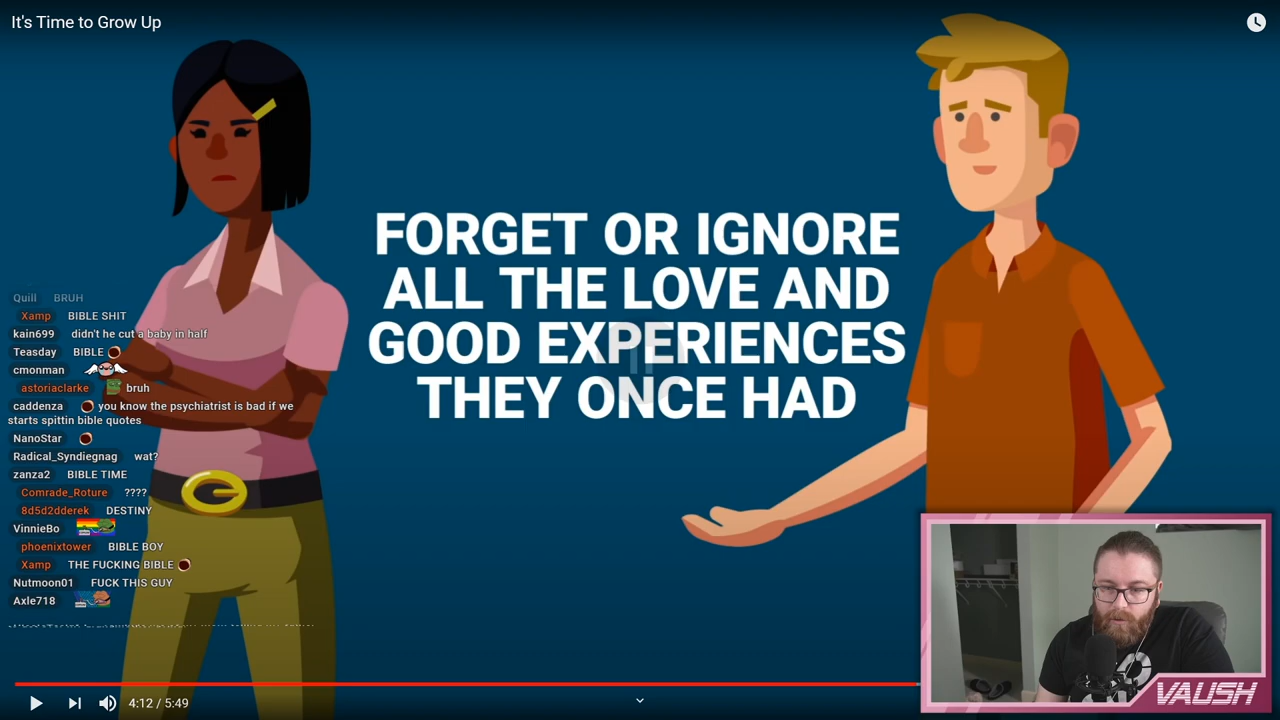 It's Time to Grow Up
FORGET OR IGNORE
ALL THE LOVE AND
GOOD EXPERIENCES
THEY ONCE HAD
Quill BRUH
Xamp BIBLE SHIT
kain699 didn't he cut a baby in half
Teasday BIBLE
cmonman
astoriaclarke bruh
caddenza you know the psychiatrist is bad if we
starts spittin bible quotes
NanoStar
Radical_Syndiegnag wat?
zanza2 BIBLE TIME
Comrade_Roture ????
8d5d2dderek DESTINY
VinnieBo
phoenixtower BIBLE BOY
Xamp THE FUCKING BIBLE
Nutmoon01 FUCK THIS GUY
Axle718
4:12 / 5:49
VAUSH